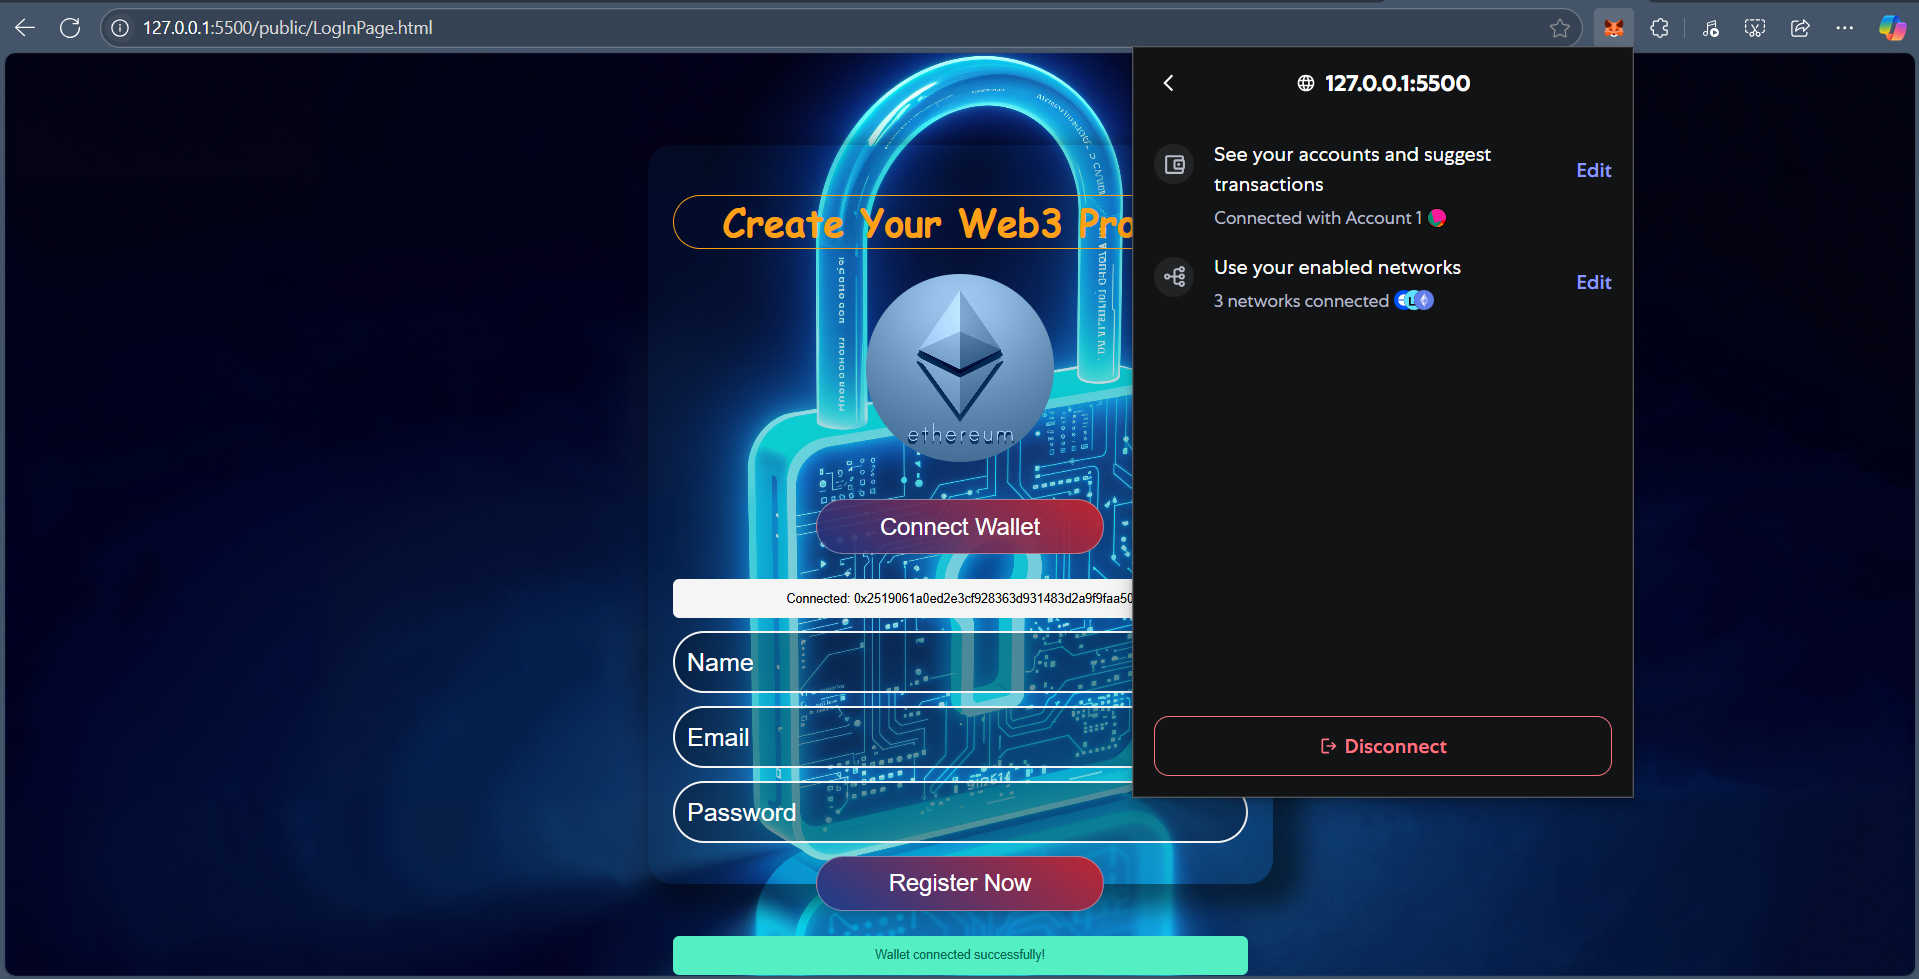 127.0.0.1:5500/public/LogInPage.html
127.0.0.1:5500
See your accounts and suggest
transactions
Edit
Connected with Account 1
Use your enabled networks
Edit
3 networks connected
Disconnect
Create Your Web3 Pro
ethereum
Connect Wallet
Connected: 0x2519061a0ed2e3cf928363d931483d2a9f9faa50
Name
Email
Password
Register Now
Wallet connected successfully!